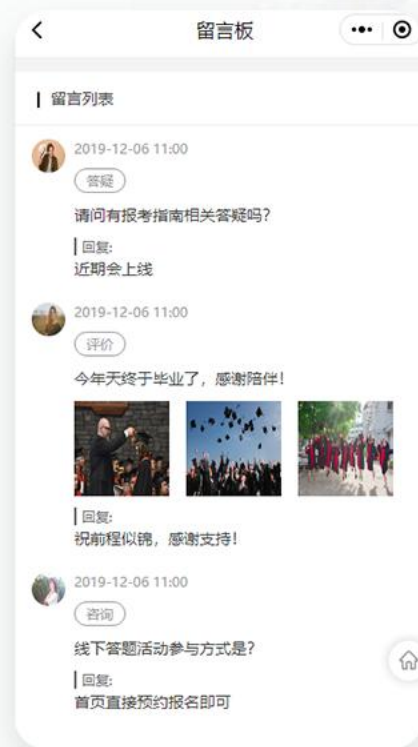 留言板
留言列表
2019-12-06 11:00
答疑
请问有报考指南相关答疑吗?
回复:
近期会上线
2019-12-06 11:00
评价
今年天终于毕业了, 感谢陪伴!
回复:
祝前程似锦, 感谢支持!
2019-12-06 11:00
咨询
线下答题活动参与方式是?
回复:
首页直接预约报名即可